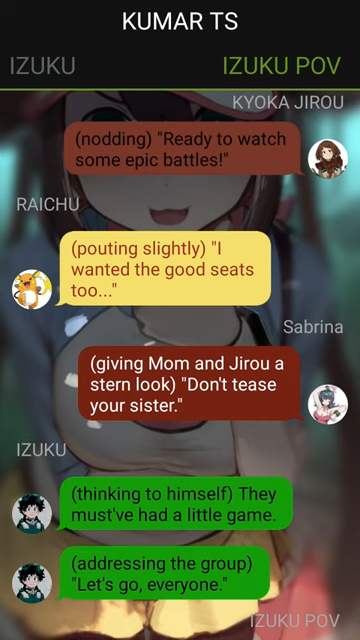 KUMAR TS
IZUKU
IZUKU POV
KYOKA JIROU
(nodding) "Ready to watch
some epic battles!"
RAICHU
(pouting slightly) "I
wanted the good seats
too..."
Sabrina
(giving Mom and Jirou a
stern look) "Don't tease
your sister."
IZUKU
(thinking to himself) They
must've had a little game.
(addressing the group)
"Let's go, everyone."
IZUKU POV